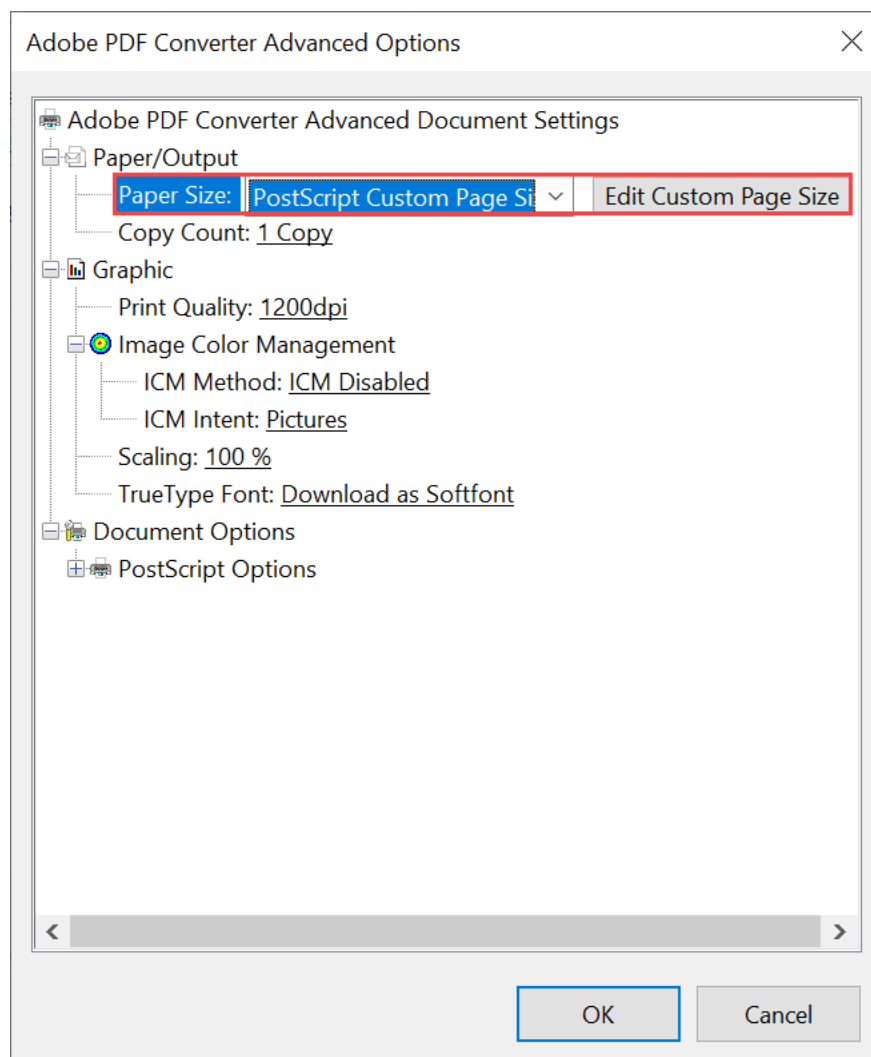 Adobe PDF Converter Advanced Options
Adobe PDF Converter Advanced Document Settings
Paper/Output
Paper Size: PostScript Custom Page Si Edit Custom Page Size
Copy Count: 1 Copy
Graphic
Print Quality: 1200dpi
Image Color Management
ICM Method: ICM Disabled
ICM Intent: Pictures
Scaling: 100 %
TrueType Font: Download as Softfont
Document Options
PostScript Options
OK Cancel